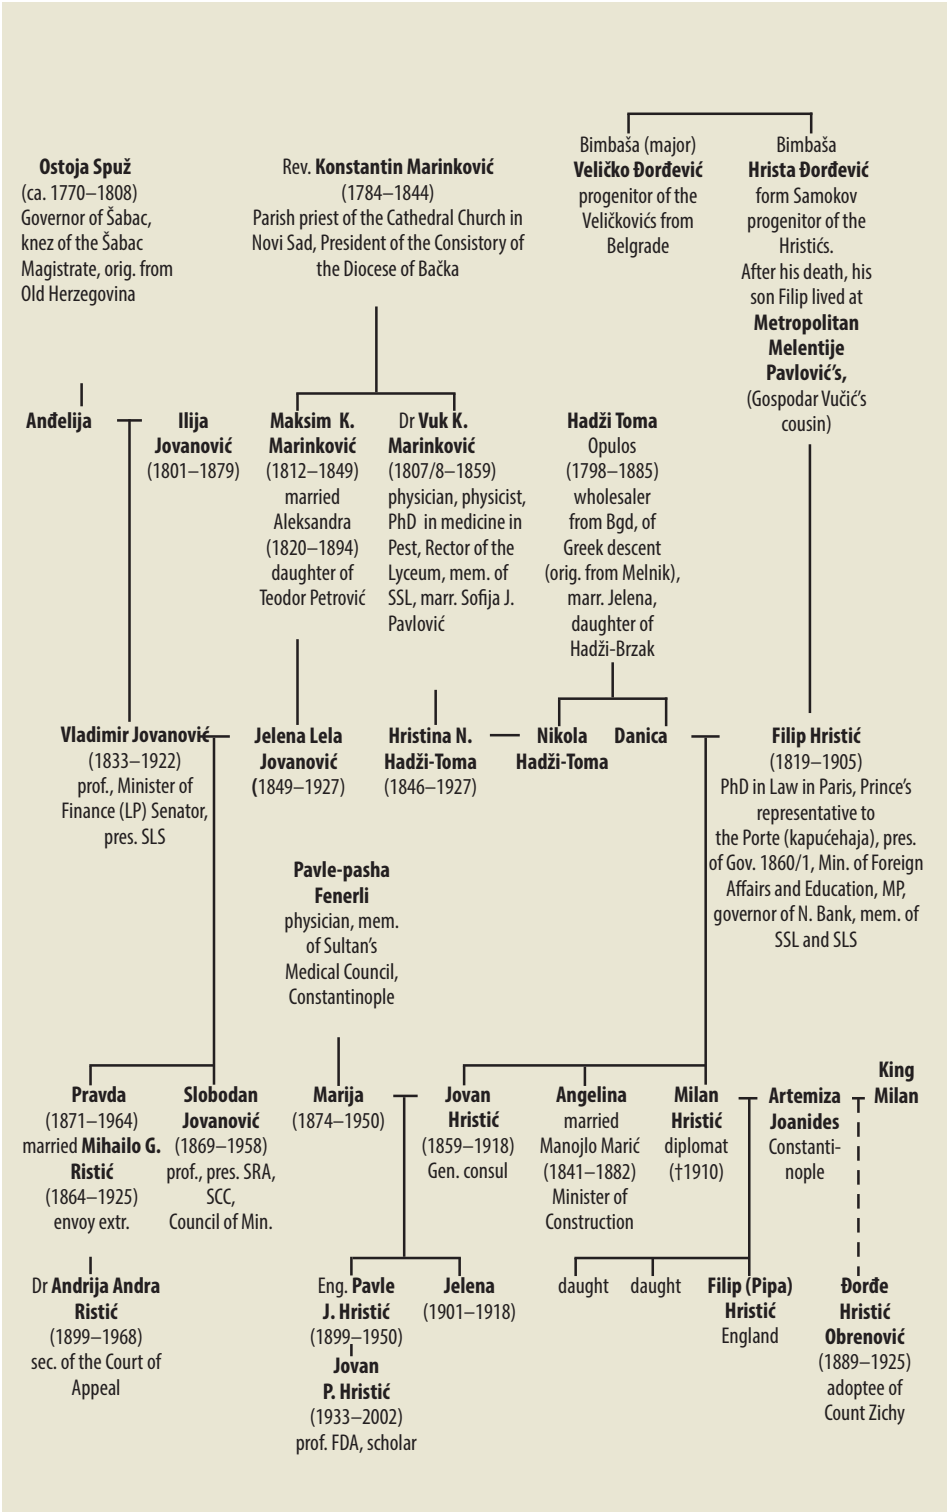 Ostoja Spuž
(ca. 1770–1808)
Governor of Šabac,
knez of the Šabac
Magistrate, orig. from
Old Herzegovina
Rev. Konstantin Marinković
(1784–1844)
Parish priest of the Cathedral Church in
Novi Sad, President of the Consistory of
the Diocese of Bačka
Bimbaša (major)
Veličko Đorđević
progenitor of the
Veličkovićs from
Belgrade
Bimbaša
Hrista Đorđević
form Samokov
progenitor of the
Hristićs.
After his death, his
son Filip lived at
Metropolitan
Melentije
Pavlović’s,
(Gospodar Vučić’s
cousin)
Anđelija
Ilija
Jovanović
(1801–1879)
Maksim K.
Marinković
(1812–1849)
married
Aleksandra
(1820–1894)
daughter of
Teodor Petrović
Dr Vuk K.
Marinković
(1807/8–1859)
physician, physicist,
PhD in medicine in
Pest, Rector of the
Lyceum, mem. of
SSL, marr. Sofija J.
Pavlović
Hadži Toma
Opulos
(1798–1885)
wholesaler
from Bgd, of
Greek descent
(orig. from Melnik),
marr. Jelena,
daughter of
Hadži-Brzak
Vladimir Jovanović
(1833–1922)
prof., Minister of
Finance (LP) Senator,
pres. SLS
Jelena Lela
Jovanović
(1849–1927)
Hristina N.
Hadži-Toma
(1846–1927)
Nikola
Hadži-Toma
Danica
Filip Hristić
(1819–1905)
PhD in Law in Paris, Prince’s
representative to
the Porte (kapućehaja), pres.
of Gov. 1860/1, Min. of Foreign
Affairs and Education, MP,
governor of N. Bank, mem. of
SSL and SLS
Pavle-pasha
Fenerli
physician, mem.
of Sultan’s
Medical Council,
Constantinople
Pravda
(1871–1964)
married Mihailo G.
Ristić
(1864–1925)
envoy extr.
Slobodan
Jovanović
(1869–1958)
prof., pres. SRA,
SCC,
Council of Min.
Marija
(1874–1950)
Jovan
Hristić
(1859–1918)
Gen. consul
Angelina
married
Manojlo Marić
(1841–1882)
Minister of
Construction
Milan
Hristić
diplomat
(†1910)
Artemiza
Joanides
Constanti-
nople
King
Milan
Dr Andrija Andra
Ristić
(1899–1968)
sec. of the Court of
Appeal
Eng. Pavle
J. Hristić
(1899–1950)
Jovan
P. Hristić
(1933–2002)
prof. FDA, scholar
Jelena
(1901–1918)
daught
daught
Filip (Pipa)
Hristić
England
Đorđe
Hristić
Obrenović
(1889–1925)
adoptee of
Count Zichy